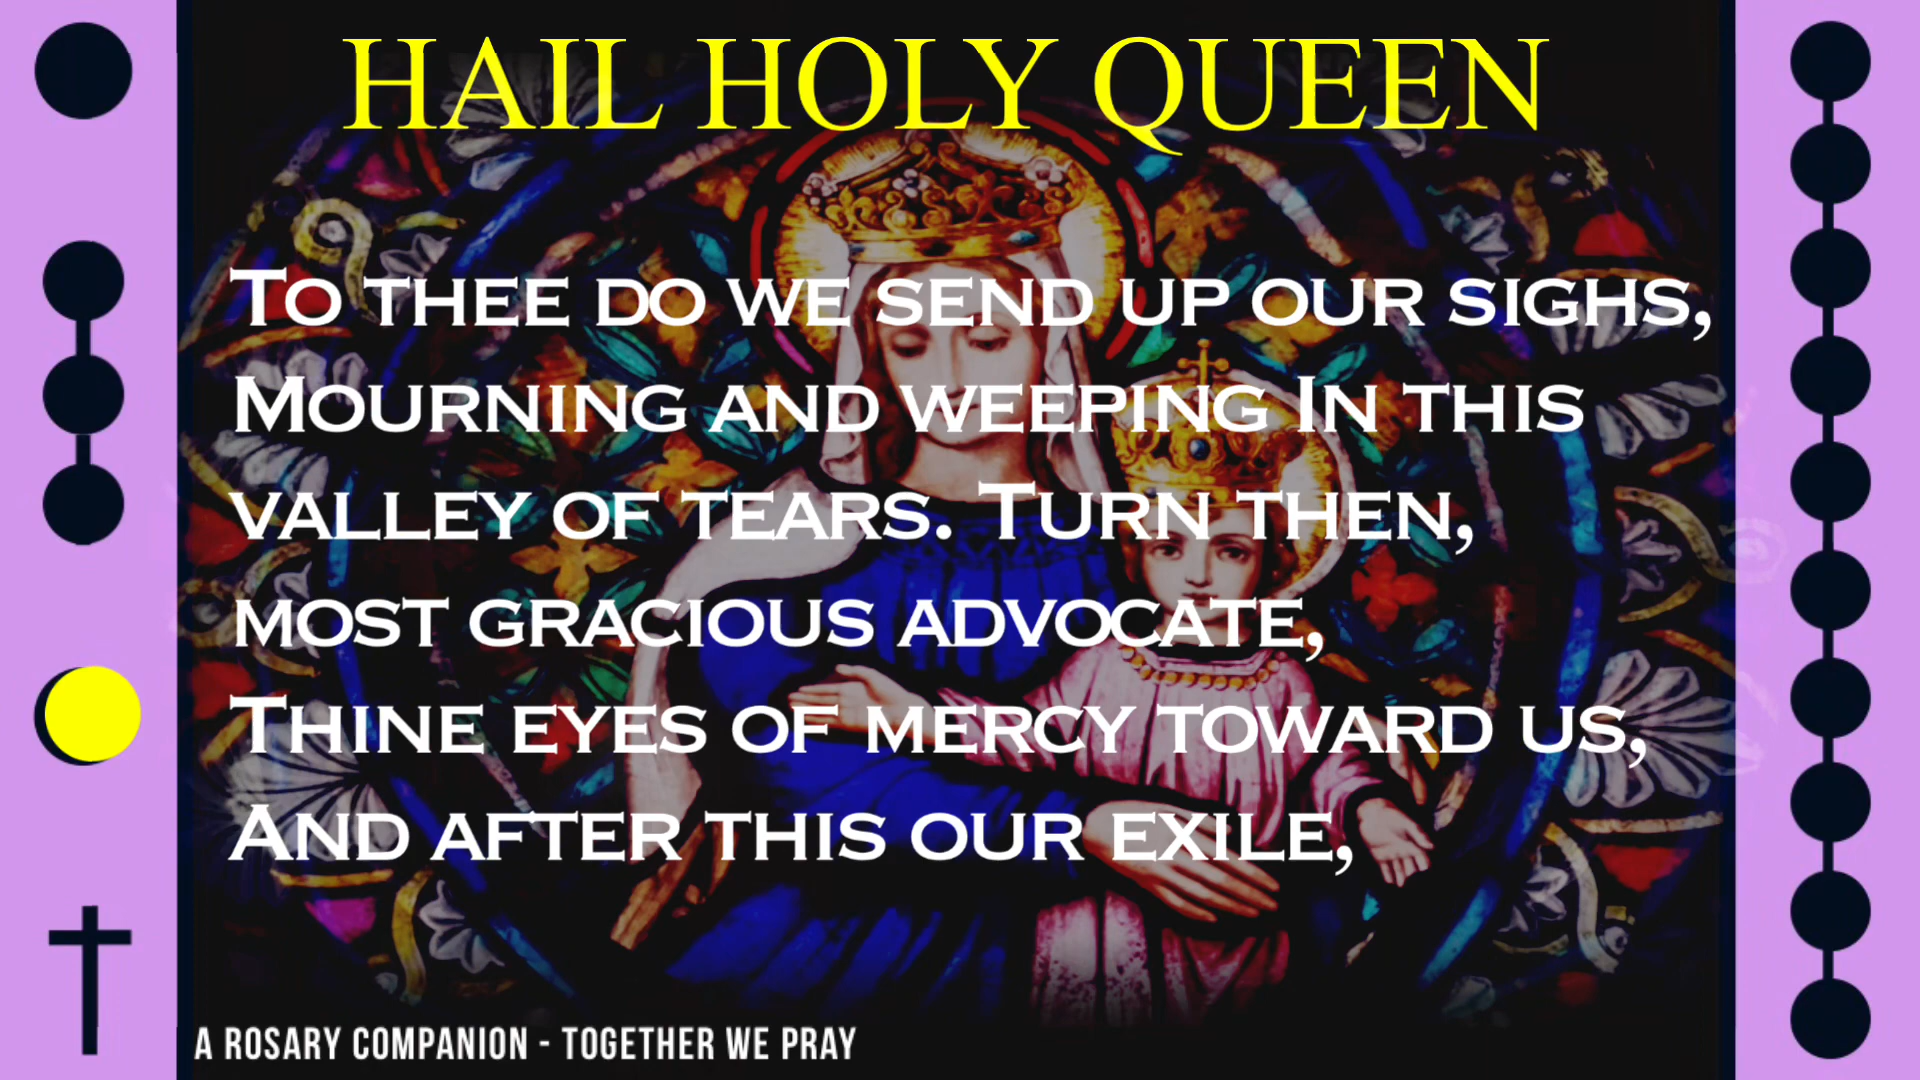 HAIL HOLY QUEEN
To thee do we send up our sighs,
Mourning and weeping In this
valley of tears. Turn then,
most gracious advocate,
Thine eyes of mercy toward us,
And after this our exile,
A ROSARY COMPANION - TOGETHER WE PRAY